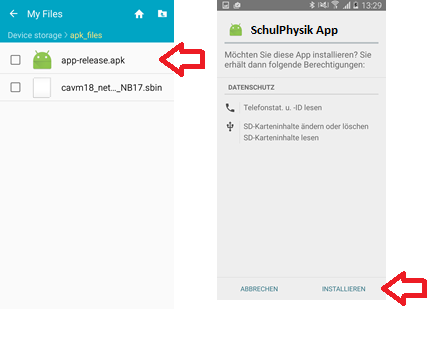 My Files
Device storage > apk_files
app-release.apk
cavm18_net..._NB17.sbin
13:29
SchulPhysik App
Möchten Sie diese App installieren? Sie
erhält dann folgende Berechtigungen:
DATENSCHUTZ
Telefonstat. u. -ID lesen
SD-Karteninhalte ändern oder löschen
SD-Karteninhalte lesen
ABBRECHEN
INSTALLIEREN